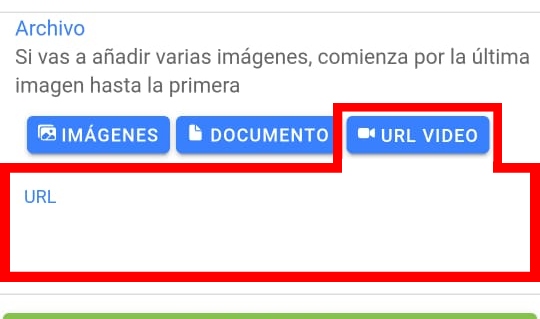 Archivo
Si vas a añadir varias imágenes, comienza por la última
imagen hasta la primera
IMÁGENES DOCUMENTO URL VIDEO
URL